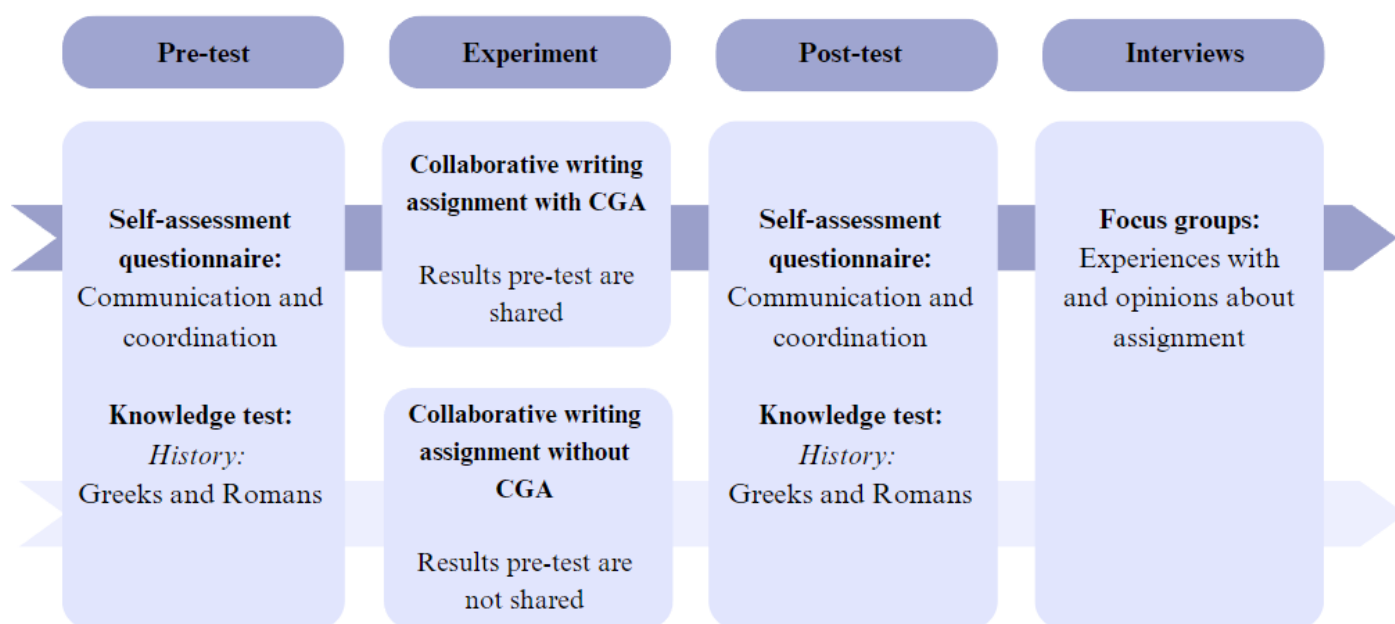 Pre-test
Experiment
Post-test
Interviews
Self-assessment
questionnaire:
Communication and
coordination
Knowledge test:
History:
Greeks and Romans
Collaborative writing
assignment with CGA
Results pre-test are
shared
Collaborative writing
assignment without
CGA
Results pre-test are
not shared
Self-assessment
questionnaire:
Communication and
coordination
Knowledge test:
History:
Greeks and Romans
Focus groups:
Experiences with
and opinions about
assignment